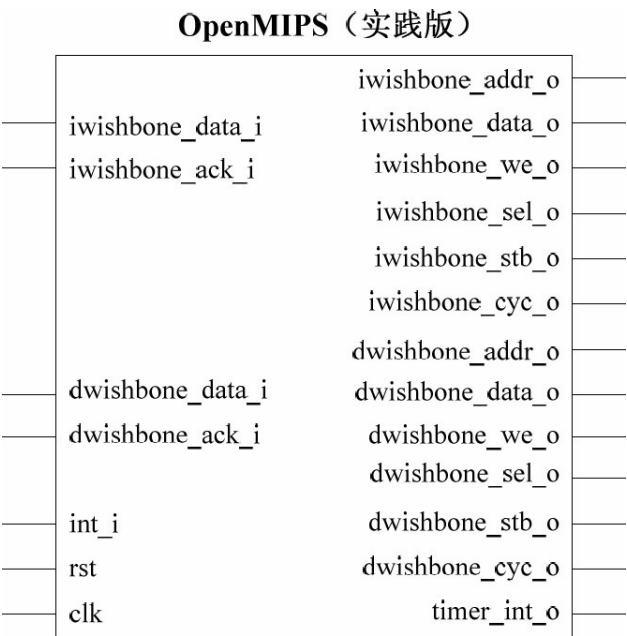 OpenMIPS（实践版）
iwishbone_addr_o
iwishbone_data_i iwishbone_data_o
iwishbone_ack_i iwishbone_we_o
iwishbone_sel_o
iwishbone_stb_o
iwishbone_cyc_o
dwishbone_addr_o
dwishbone_data_i dwishbone_data_o
dwishbone_ack_i dwishbone_we_o
dwishbone_sel_o
int_i dwishbone_stb_o
rst dwishbone_cyc_o
clk timer_int_o